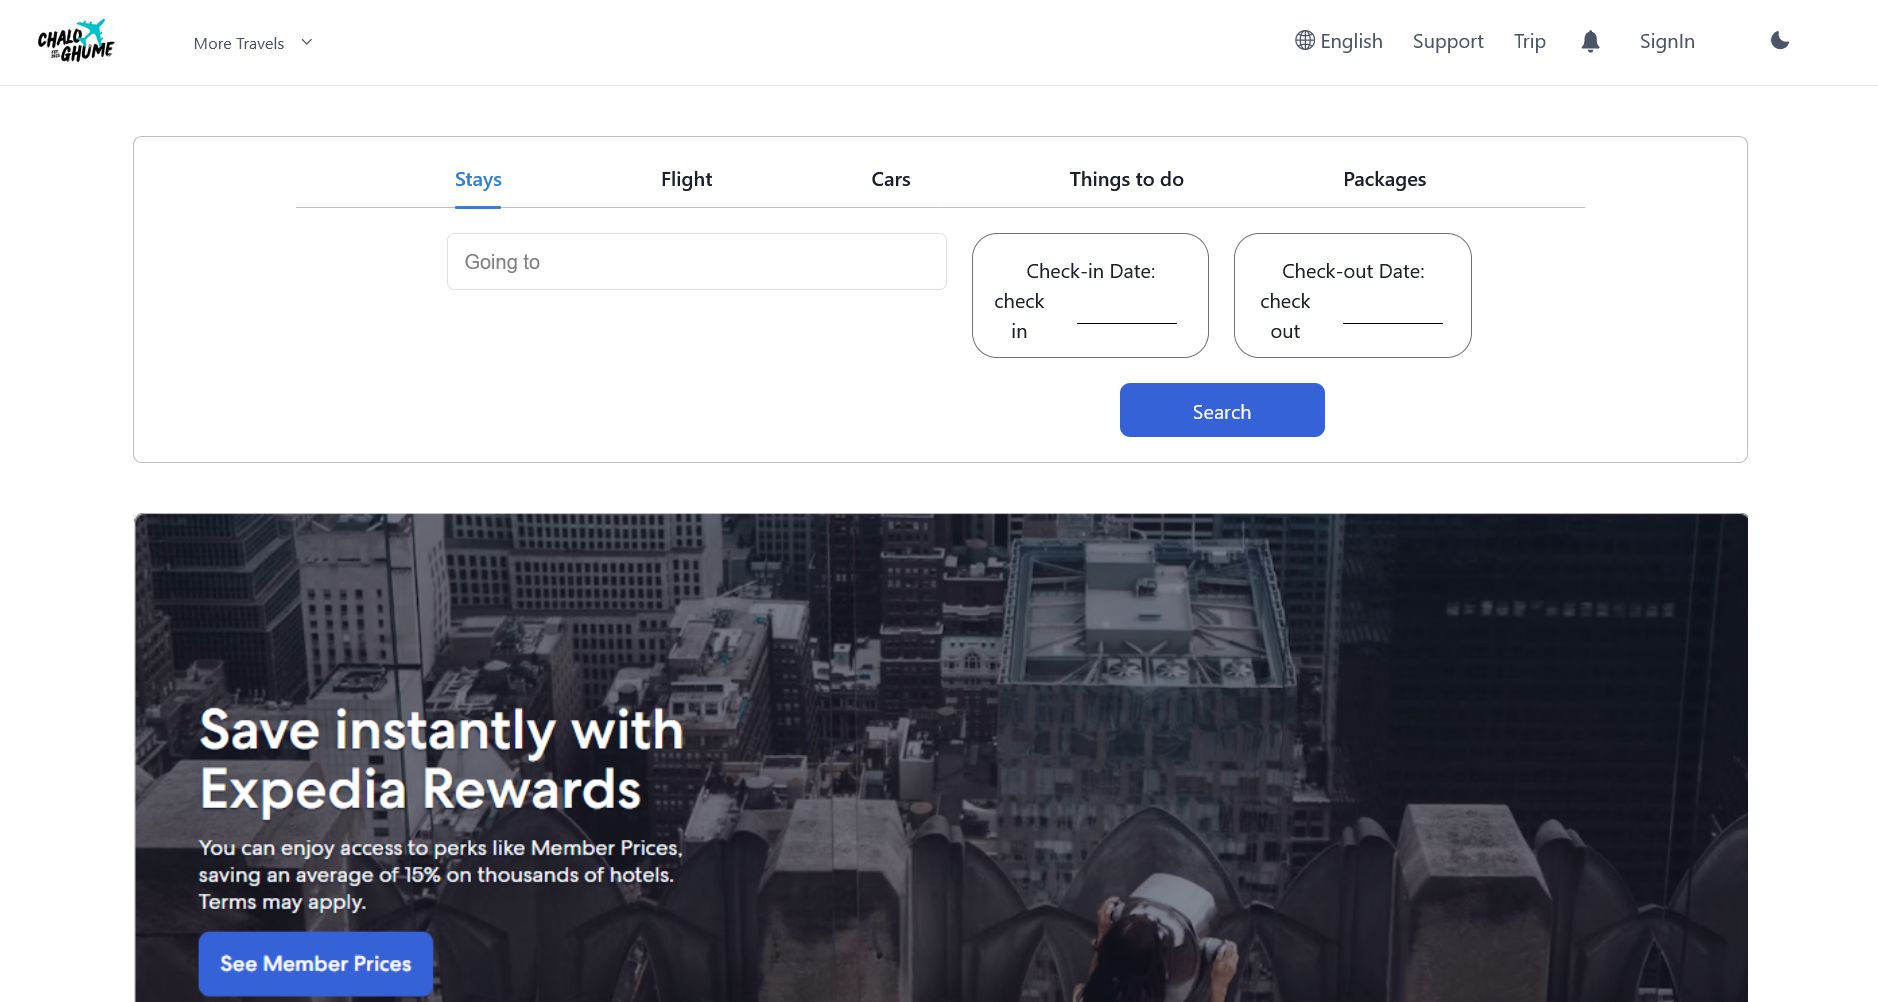 CHALO
GHUME
More Travels
English
Support
Trip
SignIn
Stays
Flight
Cars
Things to do
Packages
Going to
Check-in Date:
check
in
Check-out Date:
check
out
Search
Save instantly with
Expedia Rewards
You can enjoy access to perks like Member Prices,
saving an average of 15% on thousands of hotels.
Terms may apply.
See Member Prices